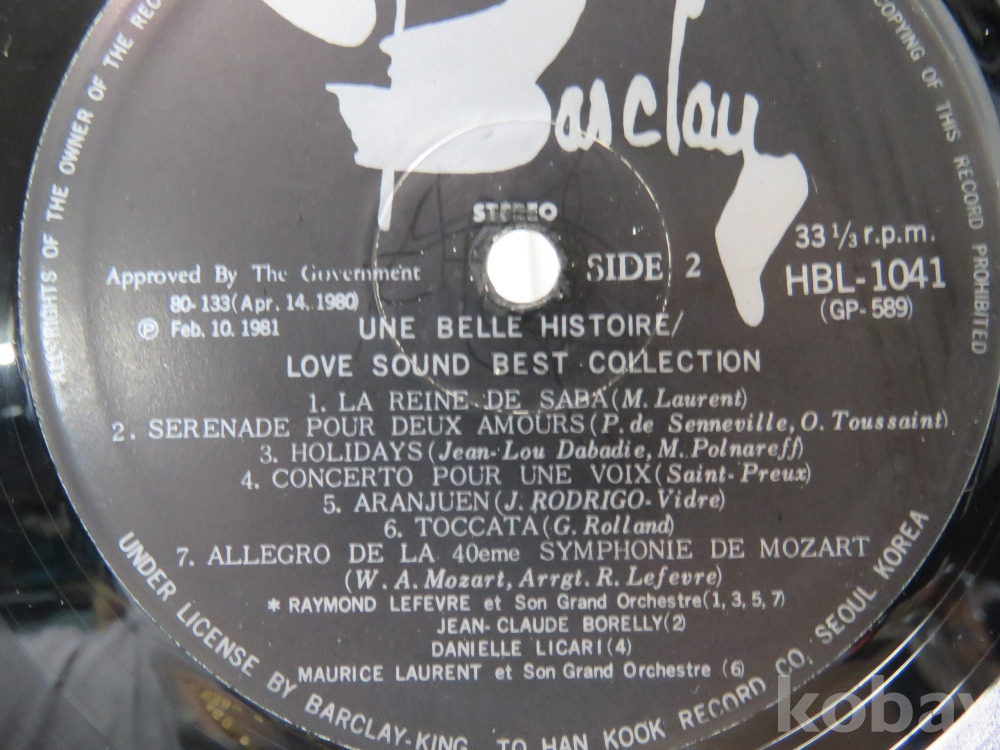 Barclay
STEREO
SIDE 2
33 1/3 r.p.m.
HBL-1041
(GP-589)
Approved By The Government
80-133(Apr. 14. 1980)
℗ Feb. 10. 1981
UNE BELLE HISTOIRE/
LOVE SOUND BEST COLLECTION
1. LA REINE DE SABA(M. Laurent)
2. SERENADE POUR DEUX AMOURS(P. de Senneville, O. Toussaint)
3. HOLIDAYS(Jean-Lou Dabadie, M. Polnareff)
4. CONCERTO POUR UNE VOIX(Saint-Preux)
5. ARANJUEN(J. RODRIGO-Vidre)
6. TOCCATA(G. Rolland)
7. ALLEGRO DE LA 40eme SYMPHONIE DE MOZART
(W. A. Mozart, Arrgt. R. Lefevre)
* RAYMOND LEFEVRE et Son Grand Orchestre(1, 3, 5, 7)
JEAN-CLAUDE BORELLY(2)
DANIELLE LICARI(4)
MAURICE LAURENT et Son Grand Orchestre (6)
UNDER LICENSE BY BARCLAY-KING, TO HAN KOOK RECORD CO, SEOUL KOREA
ALL RIGHTS OF THE OWNER OF THE
COPYING OF THIS RECORD PROHIBITED
kobay